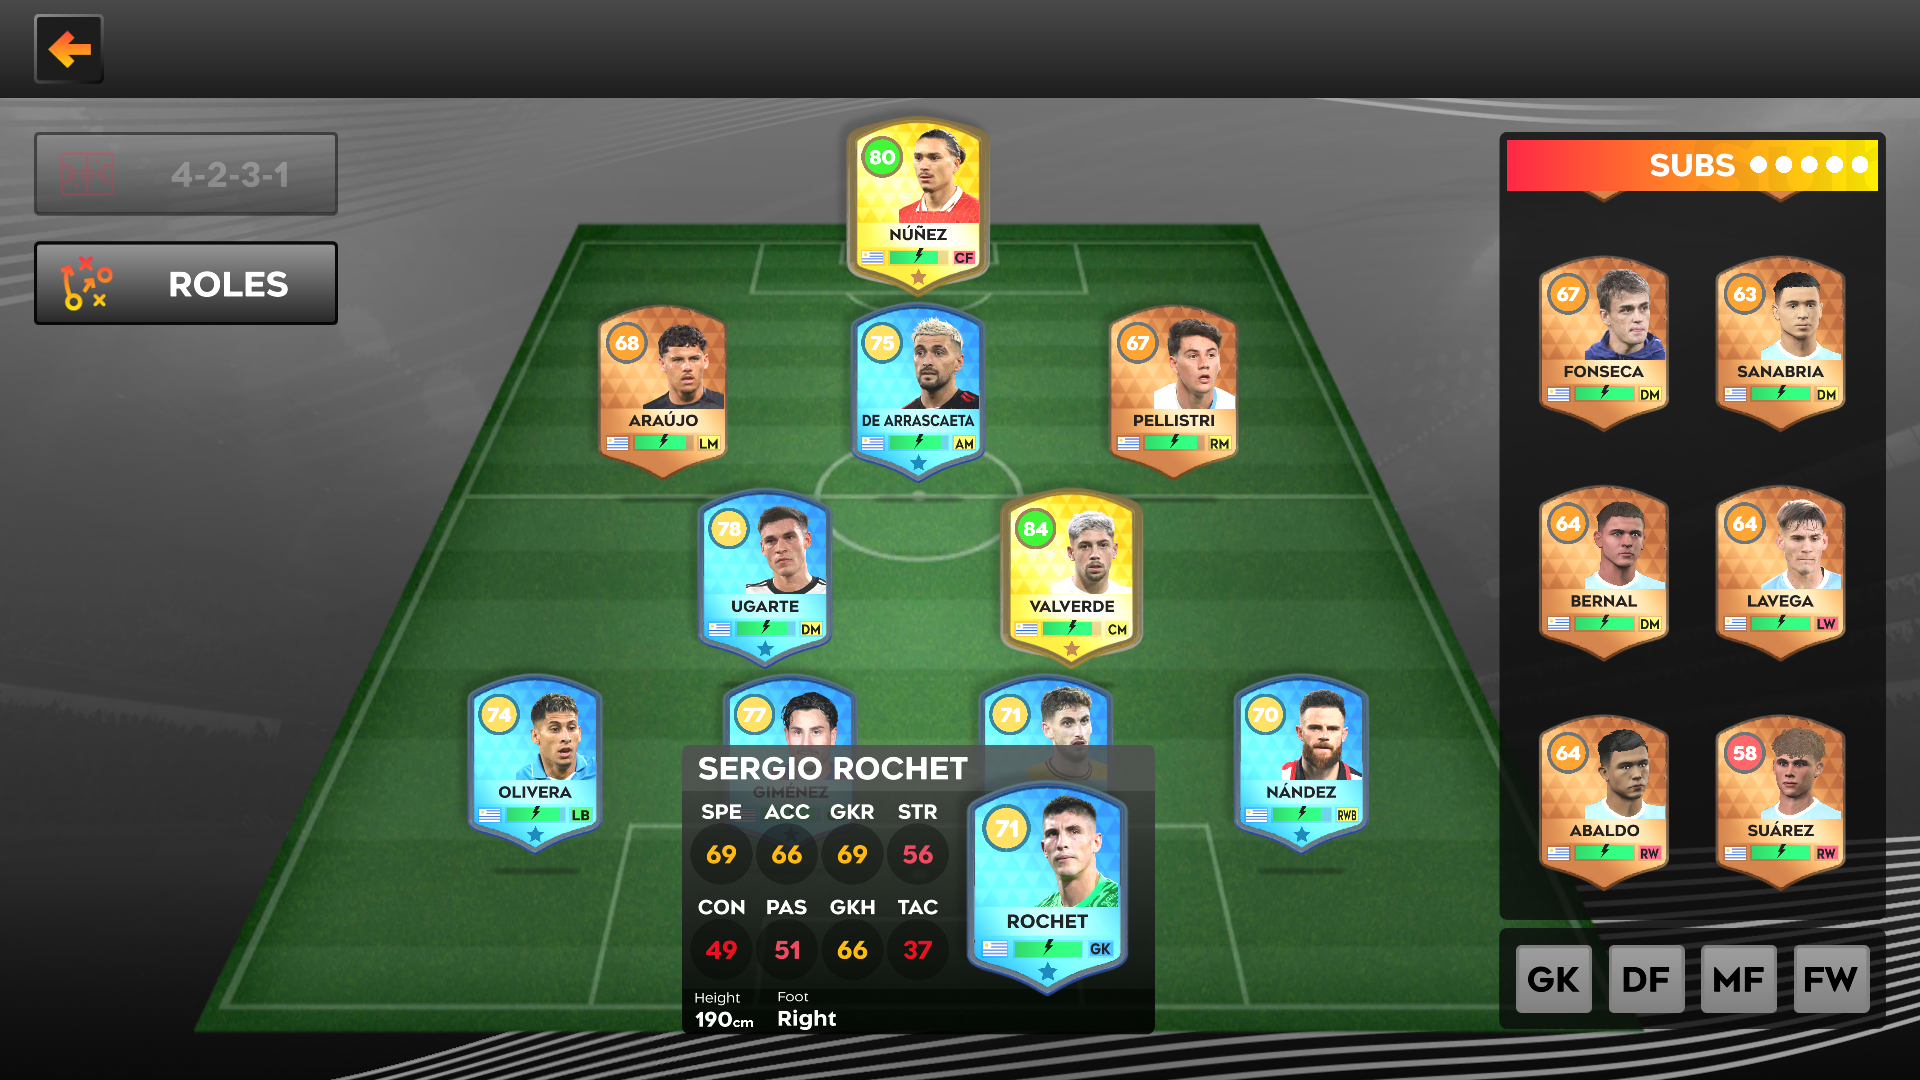 4-2-3-1
ROLES
80
NÚÑEZ
CF
68
ARAÚJO
LM
75
DE ARRASCAETA
AM
67
PELLISTRI
RM
78
UGARTE
DM
84
VALVERDE
CM
74
OLIVERA
LB
77
GIMÉNEZ
71
70
NÁNDEZ
RWB
SERGIO ROCHET
SPE ACC GKR STR
69 66 69 56
CON PAS GKH TAC
49 51 66 37
Height Foot
190cm Right
71
ROCHET
GK
SUBS
67
FONSECA
DM
63
SANABRIA
DM
64
BERNAL
DM
64
LAVEGA
LW
64
ABALDO
RW
58
SUÁREZ
RW
GK DF MF FW